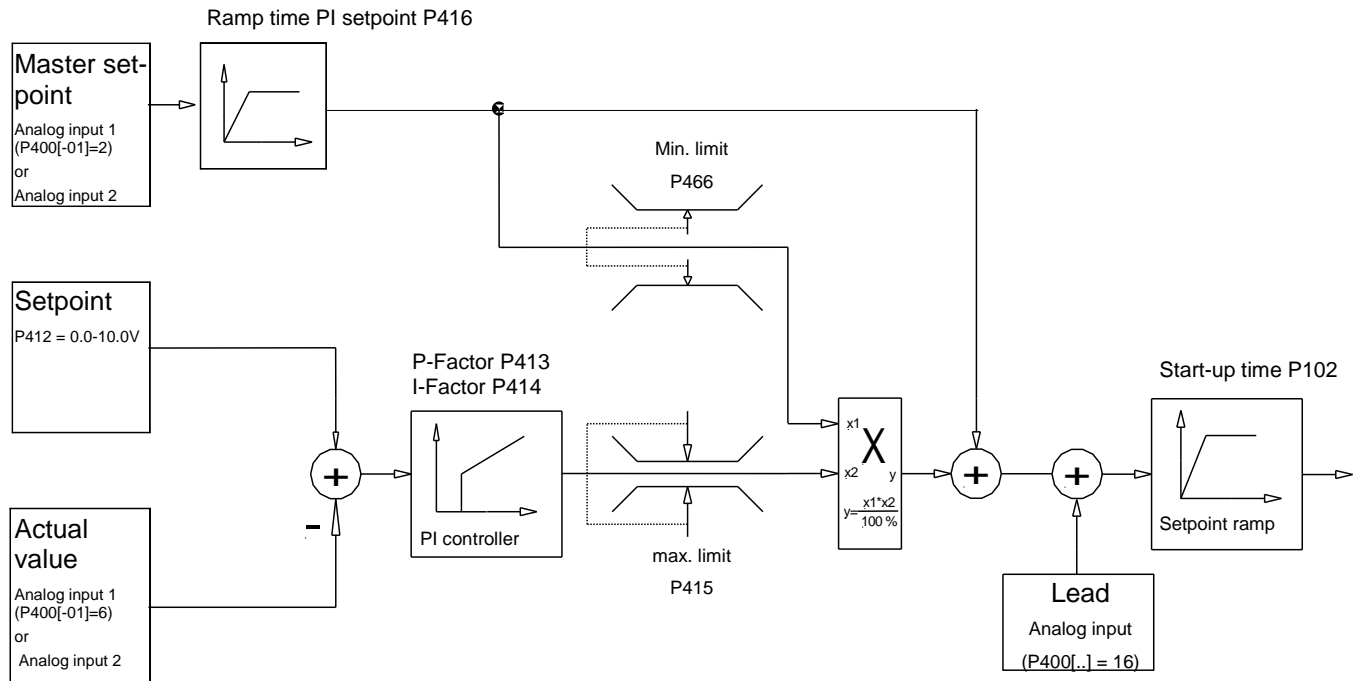 Ramp time PI setpoint P416
Master set-
point
Analog input 1
(P400[-01]=2)
or
Analog input 2
Min. limit
P466
Setpoint
P412 = 0.0-10.0V
P-Factor P413
I-Factor P414
PI controller
+
-
Actual
value
Analog input 1
(P400[-01]=6)
or
Analog input 2
max. limit
P415
x1
X
x2
y
y=x1*x2
100 %
+
+
Start-up time P102
Setpoint ramp
Lead
Analog input
(P400[..] = 16)